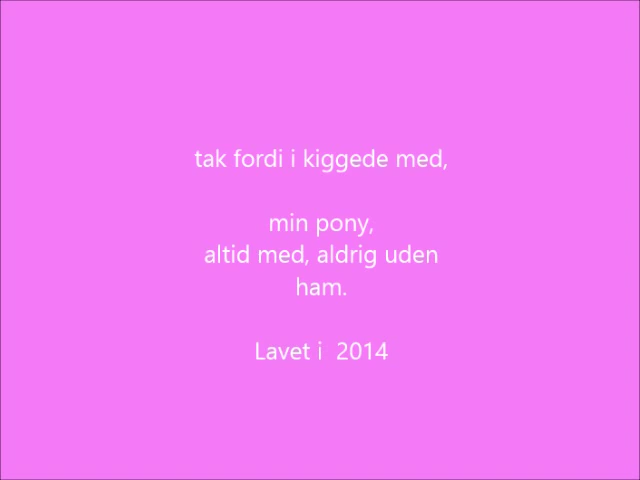 tak fordi i kiggede med,
min pony,
altid med, aldrig uden
ham.
Lavet i  2014